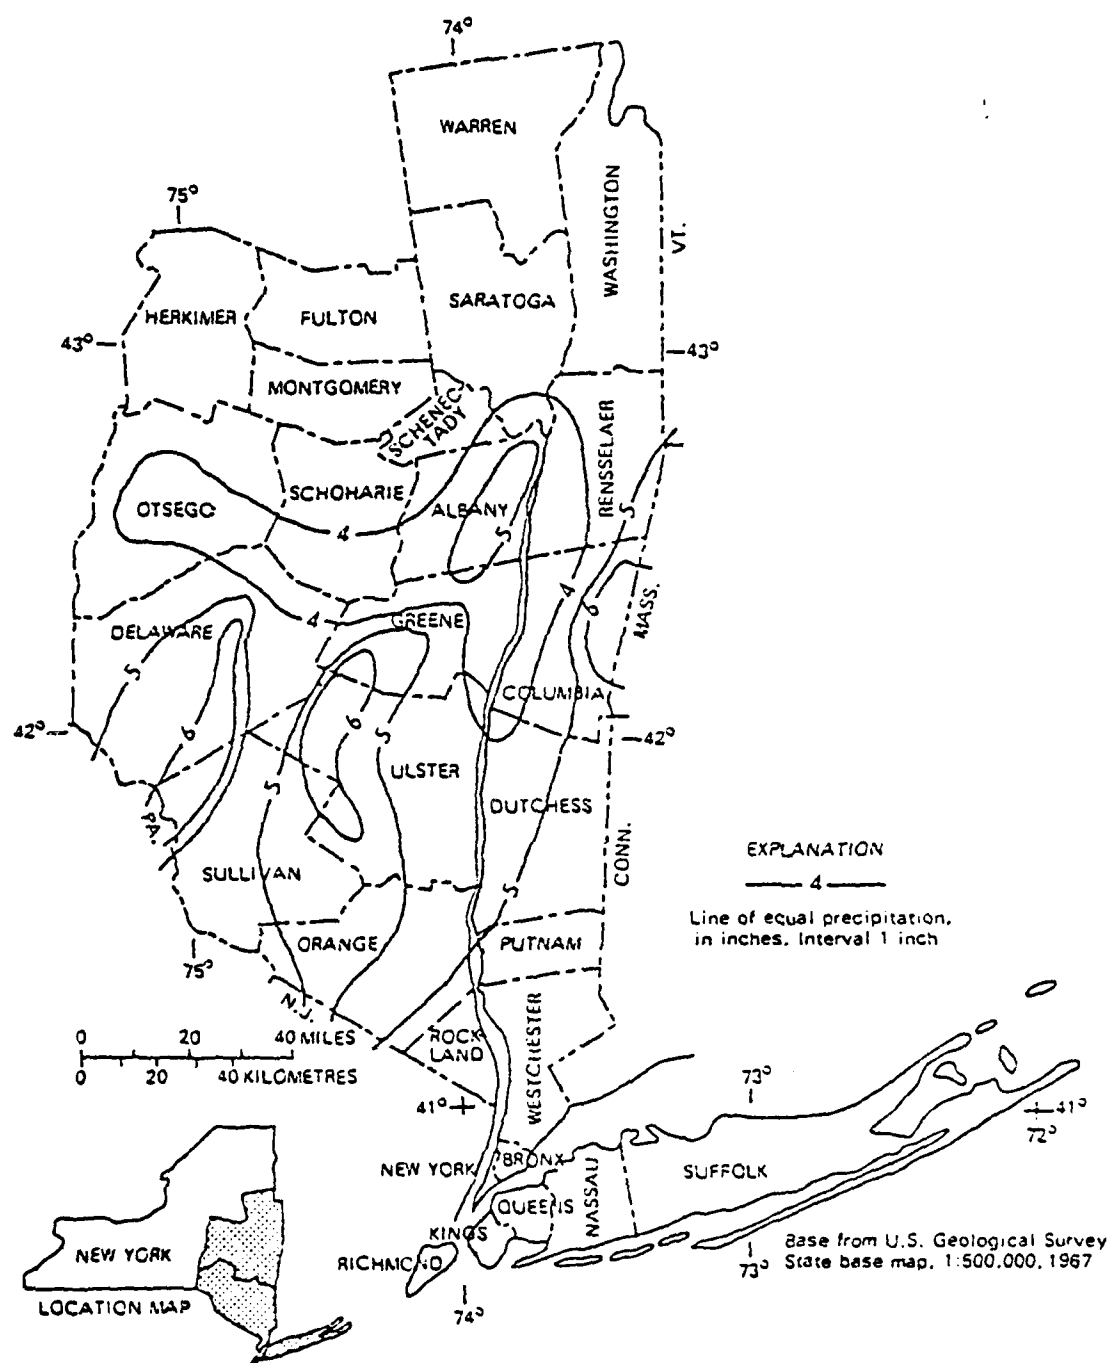 74°
WARREN
75°
WASHINGTON
VT.
HERKIMER
FULTON
SARATOGA
43°
43°
MONTGOMERY
SCHENEC-
TADY
RENSSELAER
OTSEGO
SCHOHARIE
ALBANY
5
4
5
4
6
MASS.
DELAWARE
4
GREENE
5
COLUMBIA
6
6
5
42°
42°
ULSTER
5
DUTCHESS
PA.
CONN.
EXPLANATION
4
SULLIVAN
5
Line of equal precipitation,
in inches. Interval 1 inch
ORANGE
PUTNAM
75°
N.J.
0 20 40 MILES
0 20 40 KILOMETRES
ROCK-
LAND
WESTCHESTER
41°
73°
41°
72°
NEW YORK
BRONX
NASSAU
SUFFOLK
QUEENS
KINGS
RICHMOND
NEW YORK
LOCATION MAP
74°
73°
Base from U.S. Geological Survey
State base map, 1:500,000, 1967